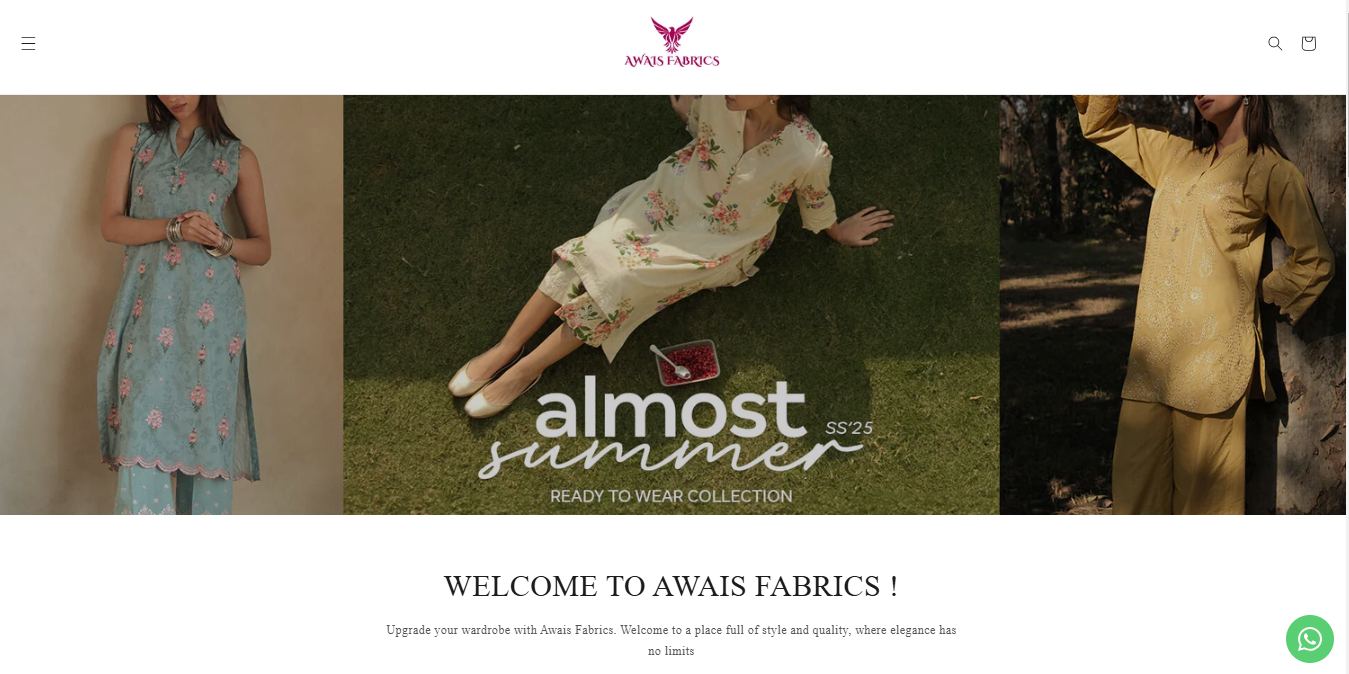 AWAIS FABRICS
almost
summer SS'25
READY TO WEAR COLLECTION
WELCOME TO AWAIS FABRICS !
Upgrade your wardrobe with Awais Fabrics. Welcome to a place full of style and quality, where elegance has
no limits